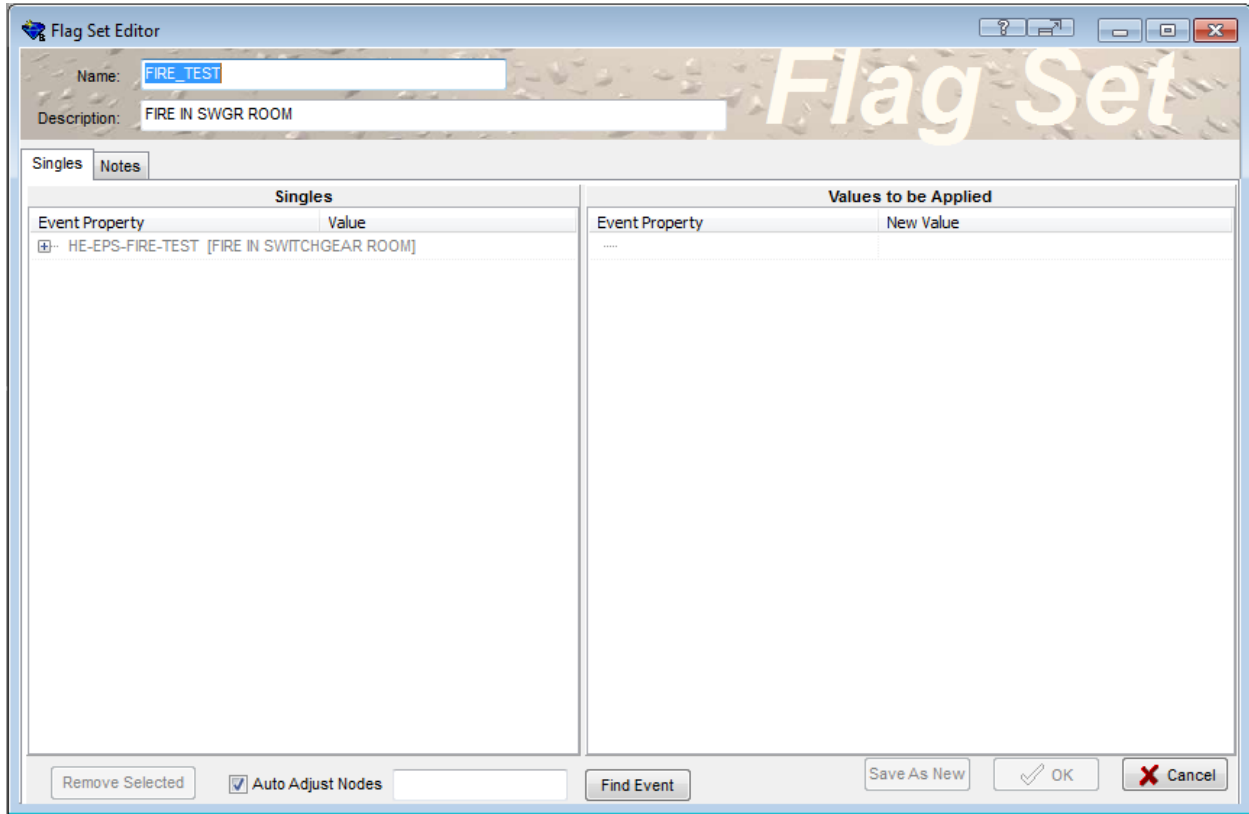 Flag Set Editor
Name: FIRE_TEST
Flag Set
Description: FIRE IN SWGR ROOM
Singles Notes
Singles Values to be Applied
Event Property Value Event Property New Value
HE-EPS-FIRE-TEST [FIRE IN SWITCHGEAR ROOM]
Remove Selected Auto Adjust Nodes Find Event Save As New OK Cancel